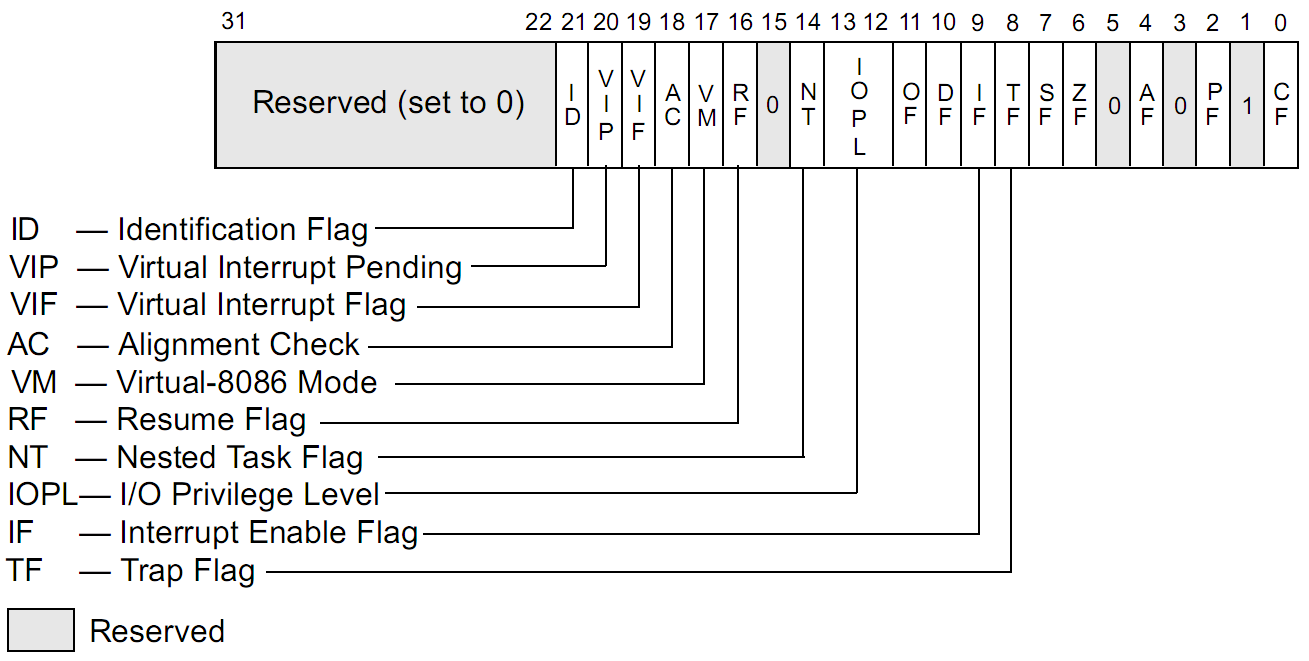 31 22 21 20 19 18 17 16 15 14 13 12 11 10 9 8 7 6 5 4 3 2 1 0
Reserved (set to 0) ID VIP VIF AC VM RF 0 NT IOPL OF DF IF TF SF ZF 0 AF 0 PF 1 CF
ID — Identification Flag
VIP — Virtual Interrupt Pending
VIF — Virtual Interrupt Flag
AC — Alignment Check
VM — Virtual-8086 Mode
RF — Resume Flag
NT — Nested Task Flag
IOPL— I/O Privilege Level
IF — Interrupt Enable Flag
TF — Trap Flag
Reserved